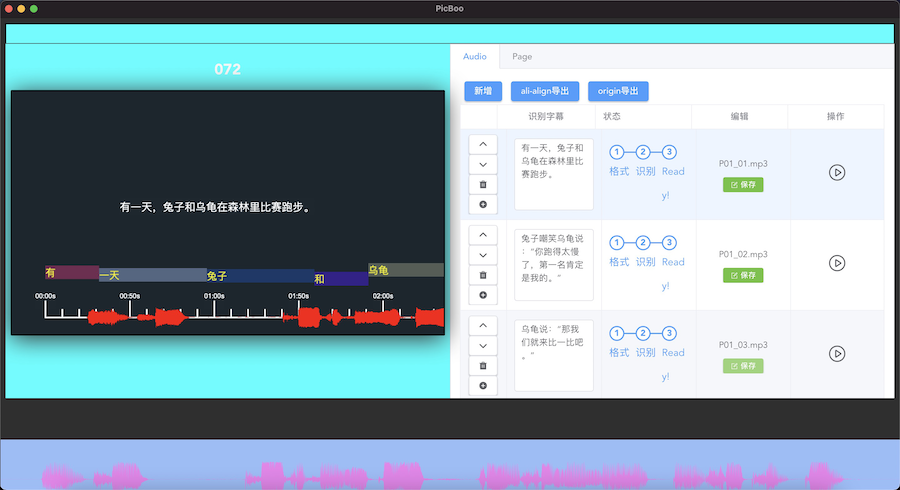 PicBoo
072
有一天，兔子和乌龟在森林里比赛跑步。
有
一天
兔子
和
乌龟
00:00s
00:50s
01:00s
01:50s
02:00s
Audio
Page
新增
ali-align导出
origin导出
识别字幕
状态
编辑
操作
有一天，兔子和
乌龟在森林里比
赛跑步。
1
2
3
格式
识别
Read
y!
P01_01.mp3
保存
兔子嘲笑乌龟说
：“你跑得太慢
了，第一名肯定
是我的。”
1
2
3
格式
识别
Read
y!
P01_02.mp3
保存
乌龟说：“那我
们就来比一比吧
。”
1
2
3
格式
识别
Read
y!
P01_03.mp3
保存